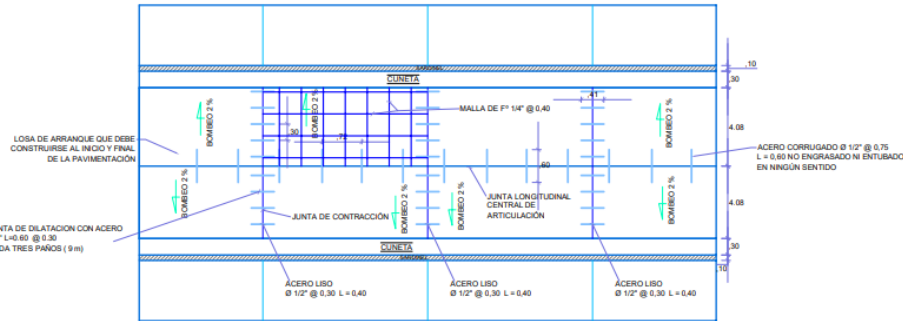 SARDINEL
CUNETA
,10
,30
,41
MALLA DE Fº 1/4" @ 0,40
BOMBEO 2 %
BOMBEO 2 %
BOMBEO 2 %
,30
,72
4.08
LOSA DE ARRANQUE QUE DEBE
CONSTRUIRSE AL INICIO Y FINAL
DE LA PAVIMENTACIÓN
ACERO CORRUGADO Ø 1/2" @ 0,75
L = 0,60 NO ENGRASADO NI ENTUBADO
EN NINGÚN SENTIDO
,60
JUNTA LONGITUDINAL
CENTRAL DE
ARTICULACIÓN
BOMBEO 2 %
BOMBEO 2 %
BOMBEO 2 %
BOMBEO 2 %
4.08
JUNTA DE CONTRACCIÓN
NTA DE DILATACION CON ACERO
" L=0.60 @ 0.30
DA TRES PAÑOS ( 9 m)
CUNETA
SARDINEL
,30
,10
ACERO LISO
Ø 1/2" @ 0,30 L = 0,40
ACERO LISO
Ø 1/2" @ 0,30 L = 0,40
ACERO LISO
Ø 1/2" @ 0,30 L = 0,40